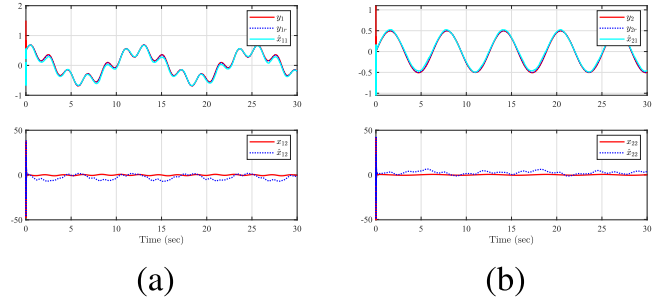 2
1
0
-1
0 5 10 15 20 25 30
y₁
y₁ᵣ
x̂₁₁
1
0.5
0
-0.5
-1
0 5 10 15 20 25 30
y₂
y₂ᵣ
x̂₂₁
50
0
-50
0 5 10 15 20 25 30
x₁₂
x̂₁₂
Time (sec)
50
0
-50
0 5 10 15 20 25 30
x₂₂
x̂₂₂
Time (sec)
(a)
(b)